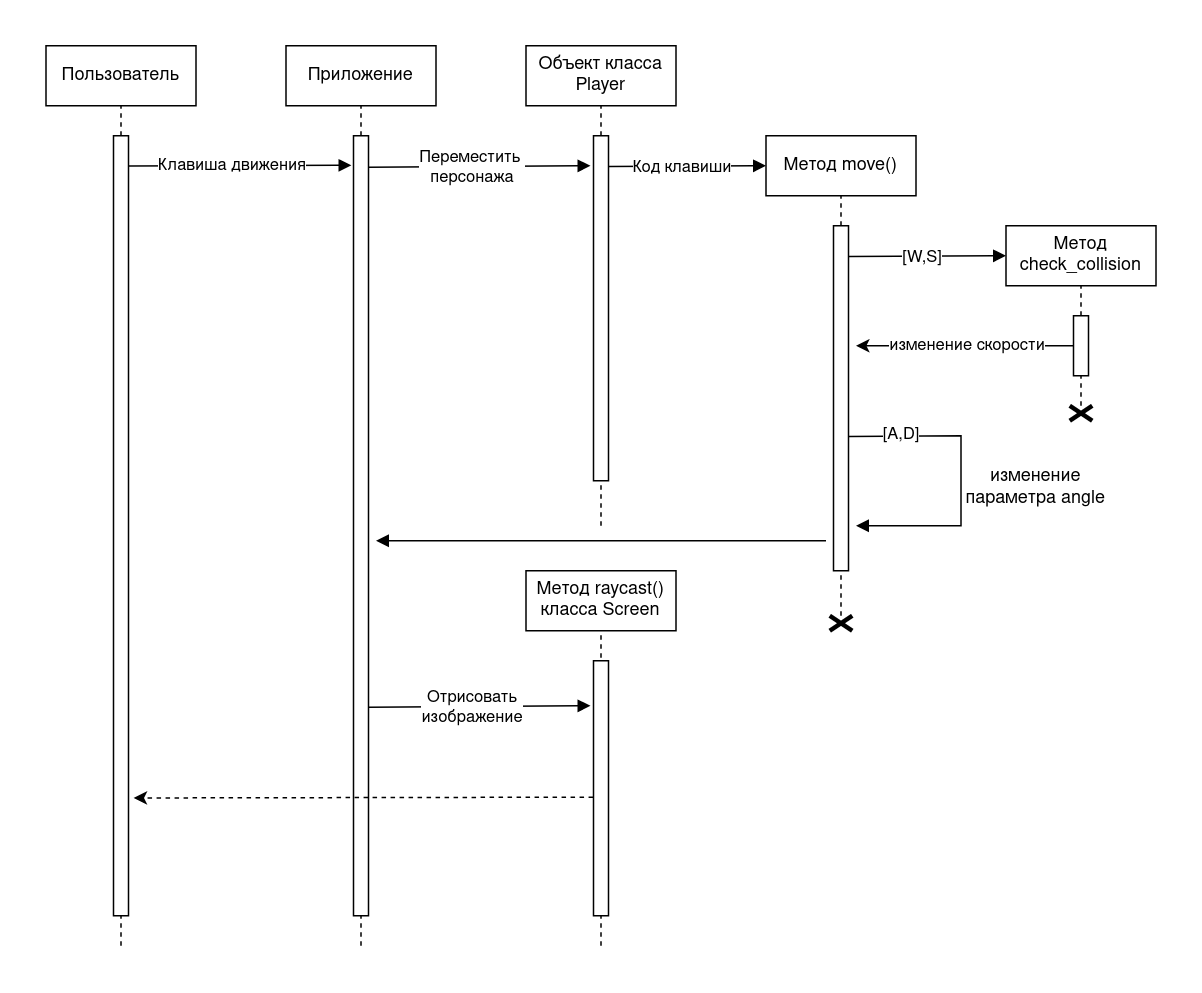 Пользователь
Приложение
Объект класса
Player
Клавиша движения
Переместить
персонажа
Код клавиши
Метод move()
[W,S]
Метод
check_collision
изменение скорости
[A,D]
изменение
параметра angle
Метод raycast()
класса Screen
Отрисовать
изображение